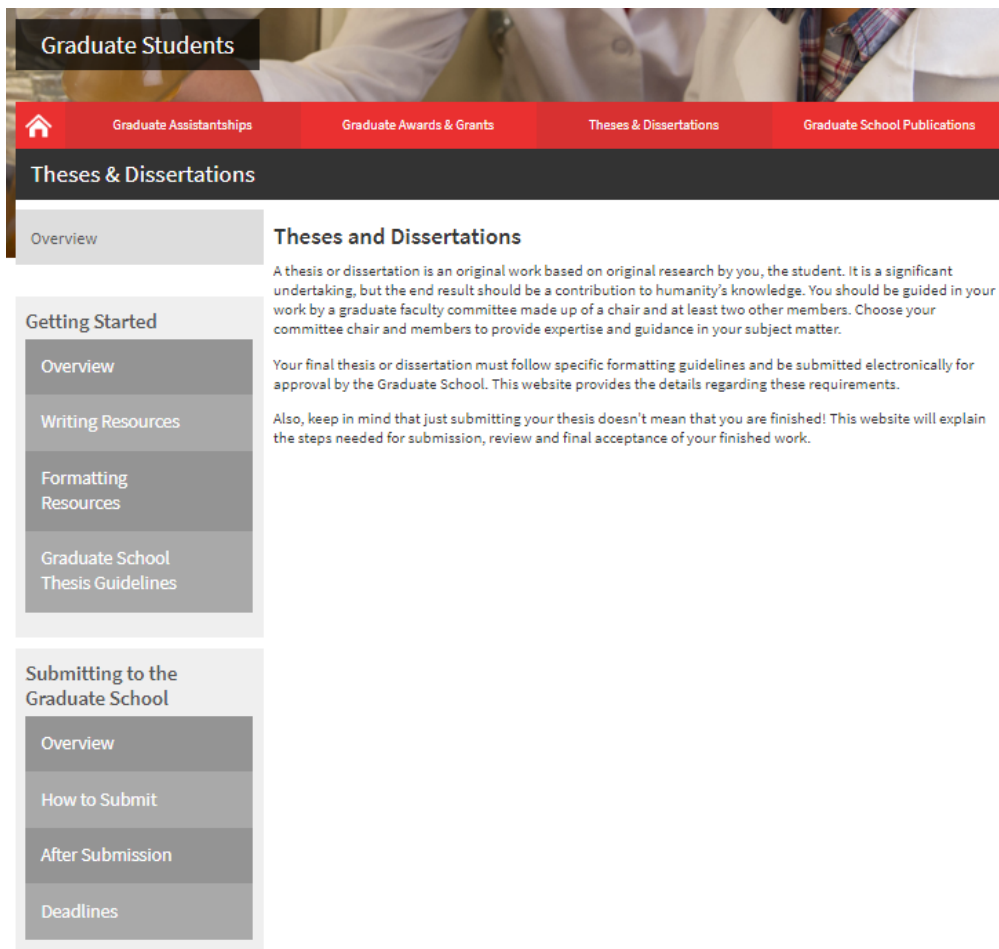 Graduate Students
Graduate Assistantships
Graduate Awards & Grants
Theses & Dissertations
Graduate School Publications
Theses & Dissertations
Overview
Getting Started
Overview
Writing Resources
Formatting
Resources
Graduate School
Thesis Guidelines
Submitting to the
Graduate School
Overview
How to Submit
After Submission
Deadlines
Theses and Dissertations
A thesis or dissertation is an original work based on original research by you, the student. It is a significant
undertaking, but the end result should be a contribution to humanity's knowledge. You should be guided in your
work by a graduate faculty committee made up of a chair and at least two other members. Choose your
committee chair and members to provide expertise and guidance in your subject matter.
Your final thesis or dissertation must follow specific formatting guidelines and be submitted electronically for
approval by the Graduate School. This website provides the details regarding these requirements.
Also, keep in mind that just submitting your thesis doesn't mean that you are finished! This website will explain
the steps needed for submission, review and final acceptance of your finished work.